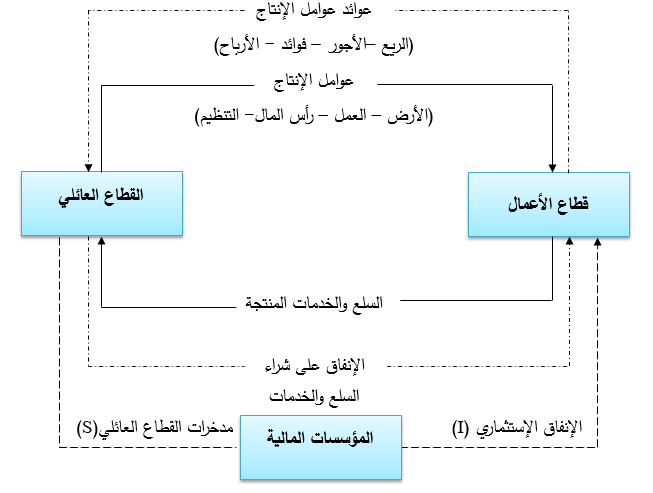 عوائد عوامل الإنتاج
(الريع –الأجور – فوائد – الأرباح)
عوامل الإنتاج
(الأرض – العمل – رأس المال– التنظيم)
قطاع الأعمال
القطاع العائلي
السلع والخدمات المنتجة
الإنفاق على شراء
السلع والخدمات
الإنفاق الإستثماري (I)
المؤسسات المالية
مدخرات القطاع العائلي(S)